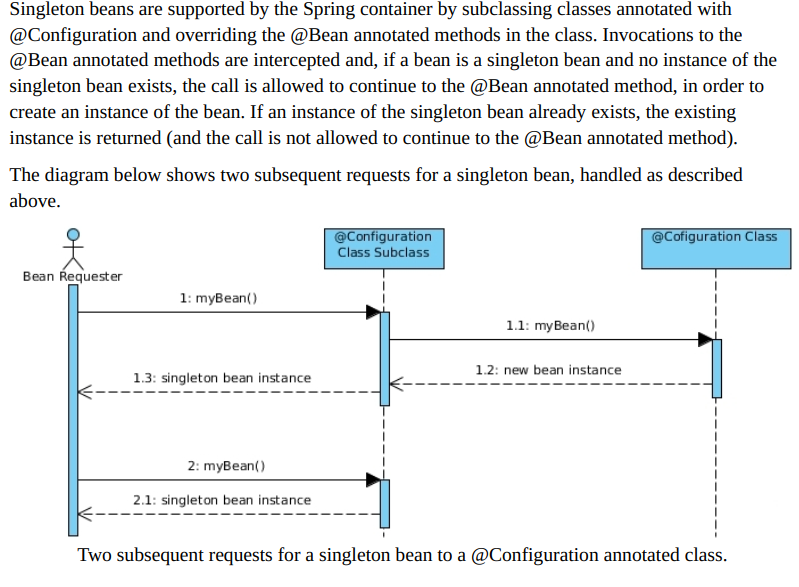 Singleton beans are supported by the Spring container by subclassing classes annotated with
@Configuration and overriding the @Bean annotated methods in the class. Invocations to the
@Bean annotated methods are intercepted and, if a bean is a singleton bean and no instance of the
singleton bean exists, the call is allowed to continue to the @Bean annotated method, in order to
create an instance of the bean. If an instance of the singleton bean already exists, the existing
instance is returned (and the call is not allowed to continue to the @Bean annotated method).
The diagram below shows two subsequent requests for a singleton bean, handled as described
above.
@Configuration
Class Subclass
@Cofiguration Class
Bean Requester
1: myBean()
1.1: myBean()
1.2: new bean instance
1.3: singleton bean instance
2: myBean()
2.1: singleton bean instance
Two subsequent requests for a singleton bean to a @Configuration annotated class.